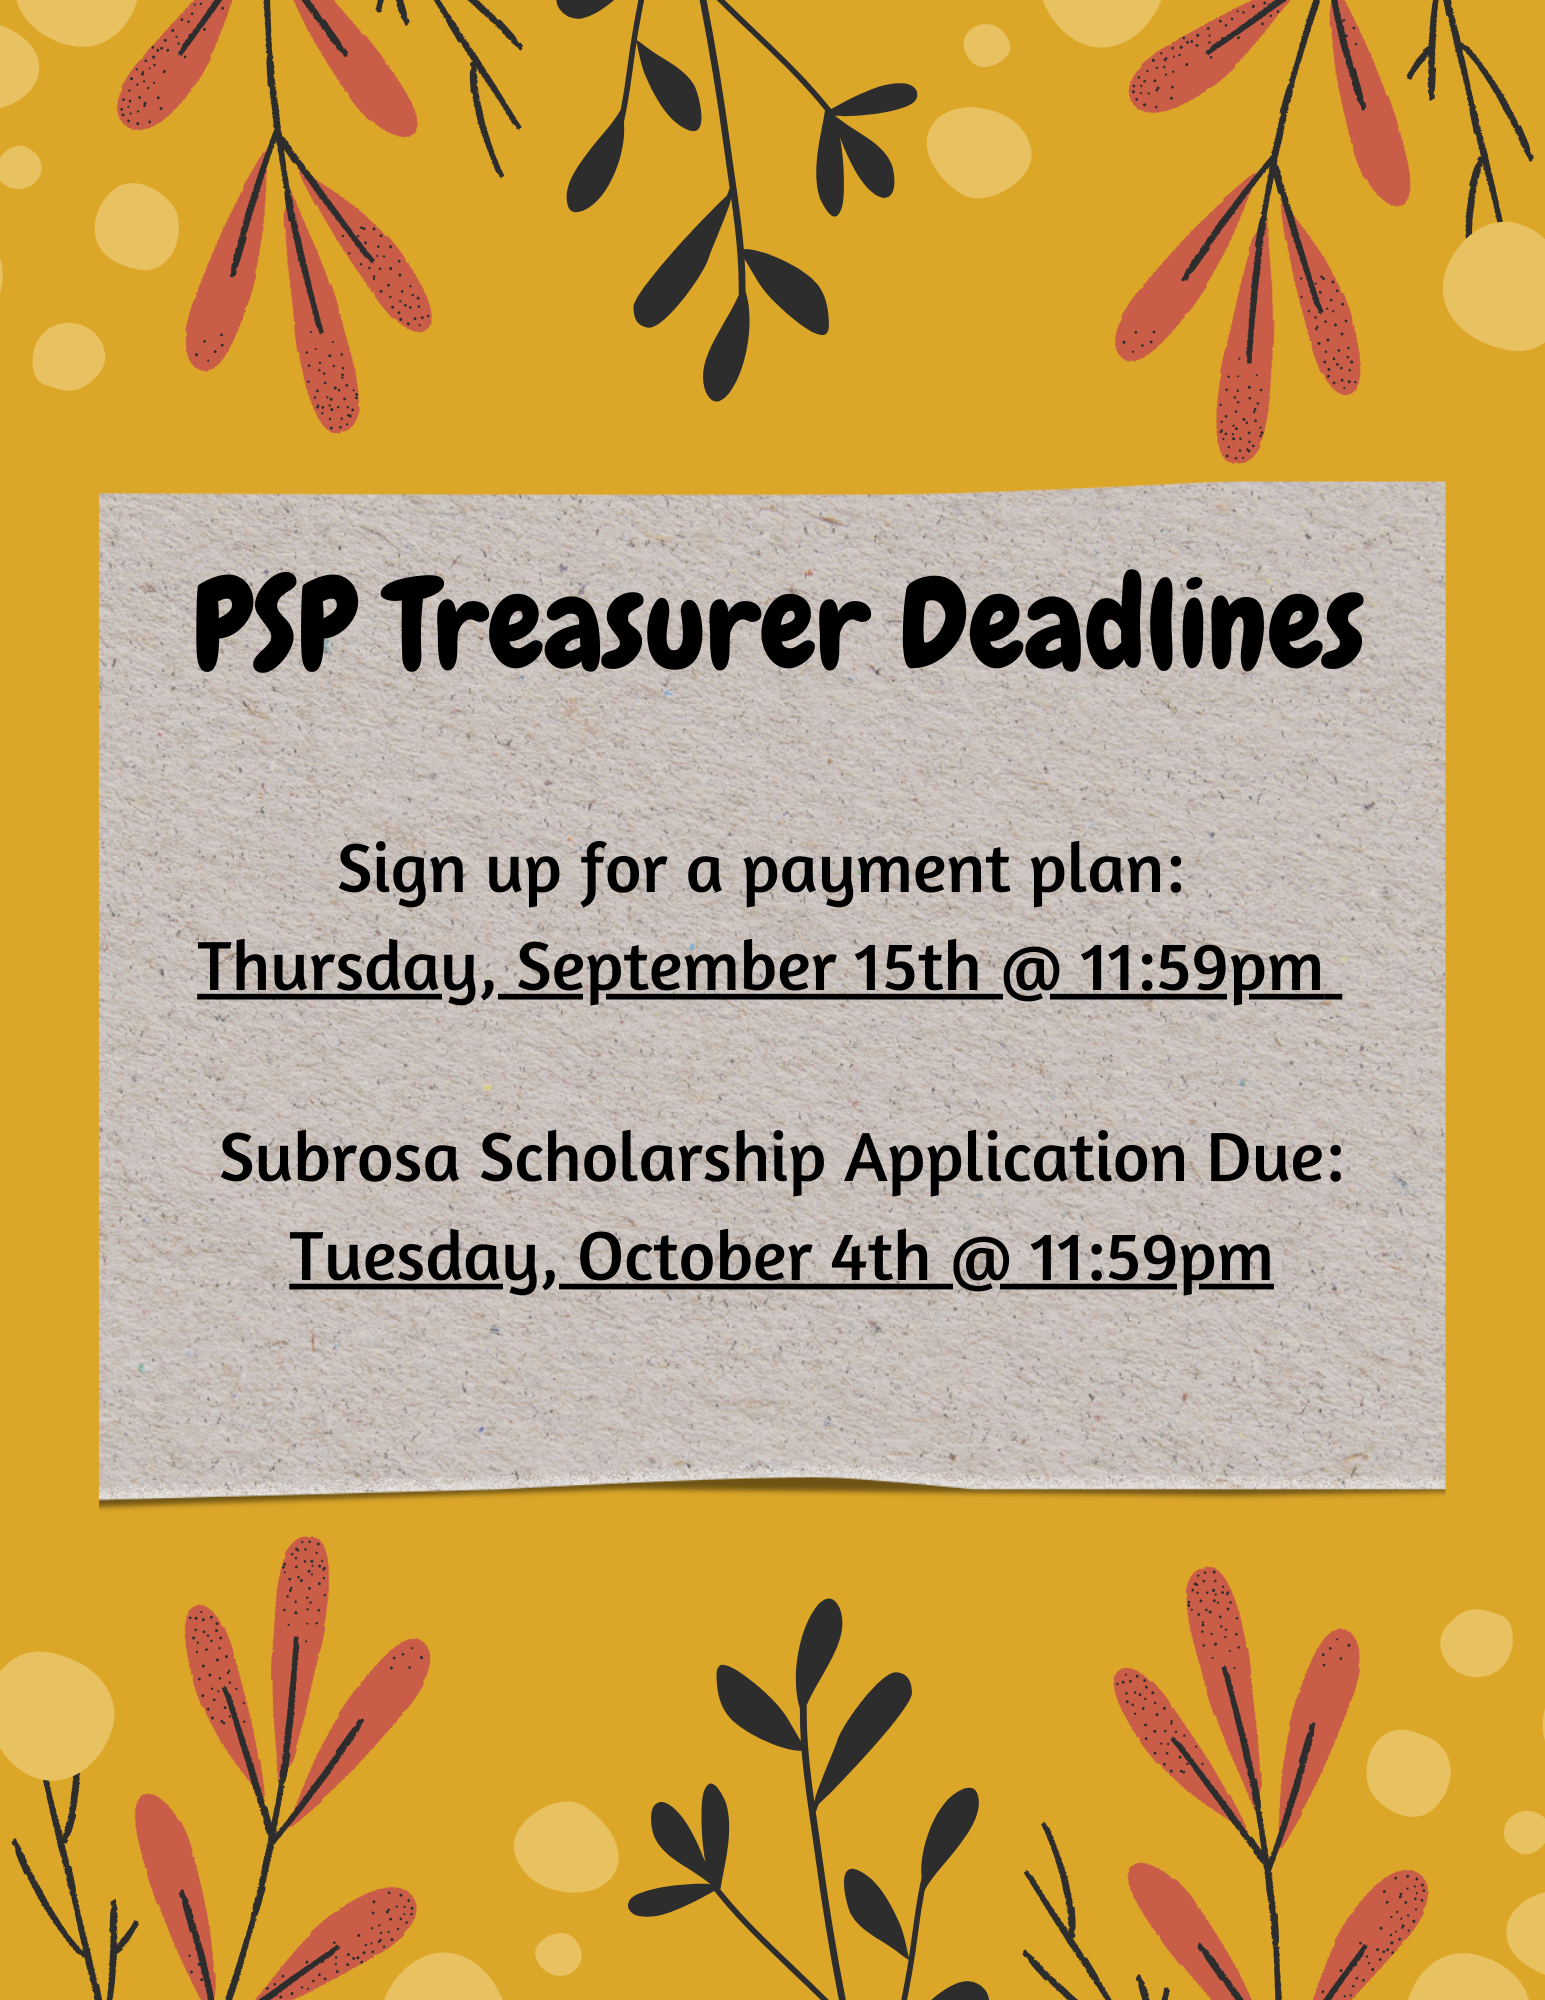 PSP Treasurer Deadlines
Sign up for a payment plan:
Thursday, September 15th @ 11:59pm
Subrosa Scholarship Application Due:
Tuesday, October 4th @ 11:59pm